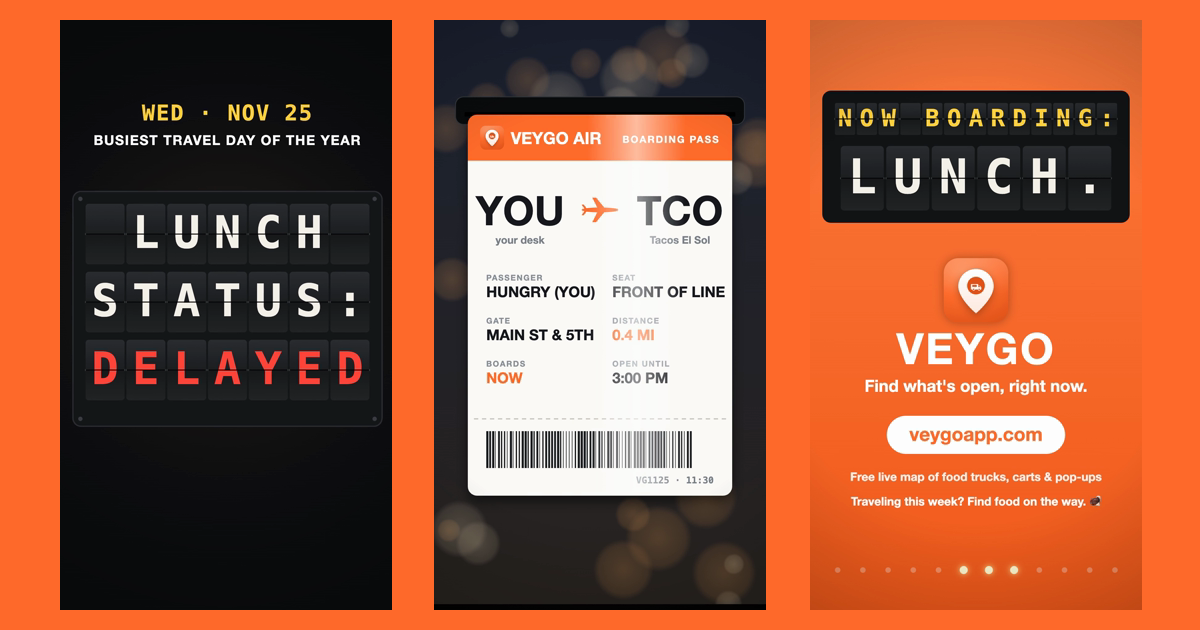 WED · NOV 25
BUSIEST TRAVEL DAY OF THE YEAR
LUNCH
STATUS:
DELAYED
VEYGO AIR BOARDING PASS
YOU TCO
your desk Tacos El Sol
PASSENGER SEAT
HUNGRY (YOU) FRONT OF LINE
GATE DISTANCE
MAIN ST & 5TH 0.4 MI
BOARDS OPEN UNTIL
NOW 3:00 PM
VG1125 · 11:30
NOW BOARDING:
LUNCH.
VEYGO
Find what's open, right now.
veygoapp.com
Free live map of food trucks, carts & pop-ups
Traveling this week? Find food on the way.